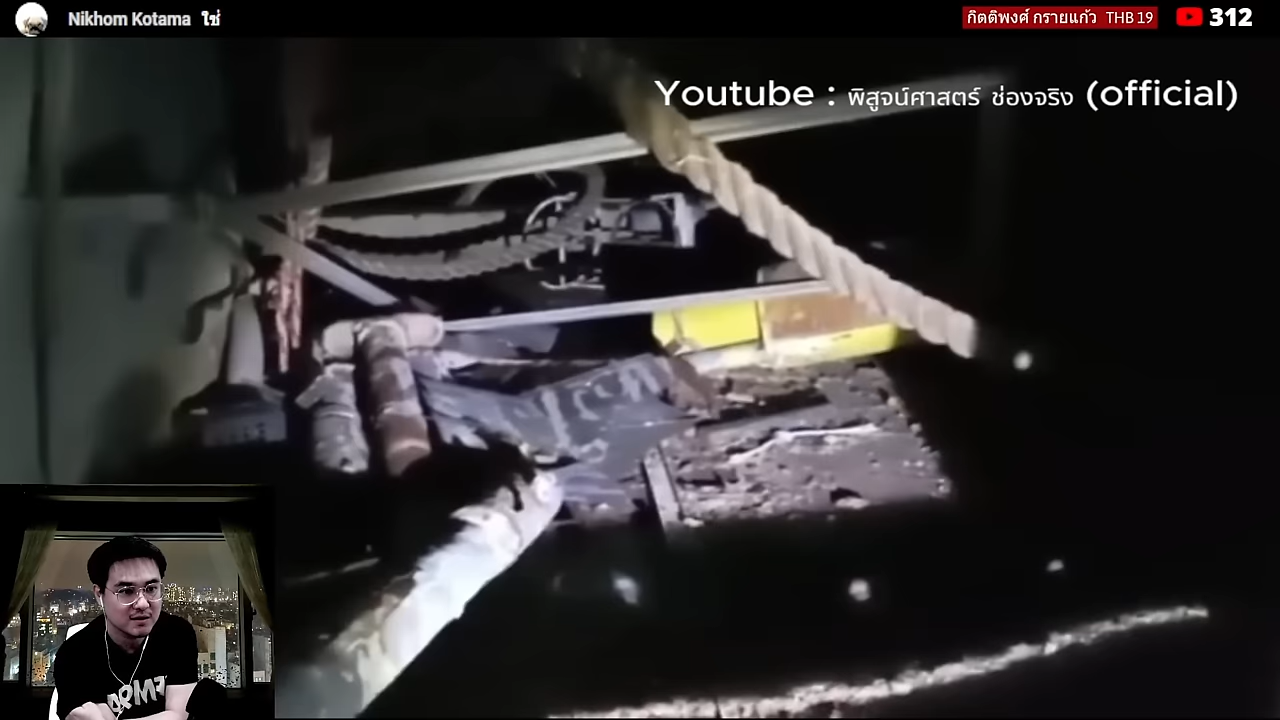 Nikhom Kotama ใช่
กิตติพงศ์ กรายแก้ว THB 19
312
Youtube : พิสูจน์ศาสตร์ ช่องจริง (official)